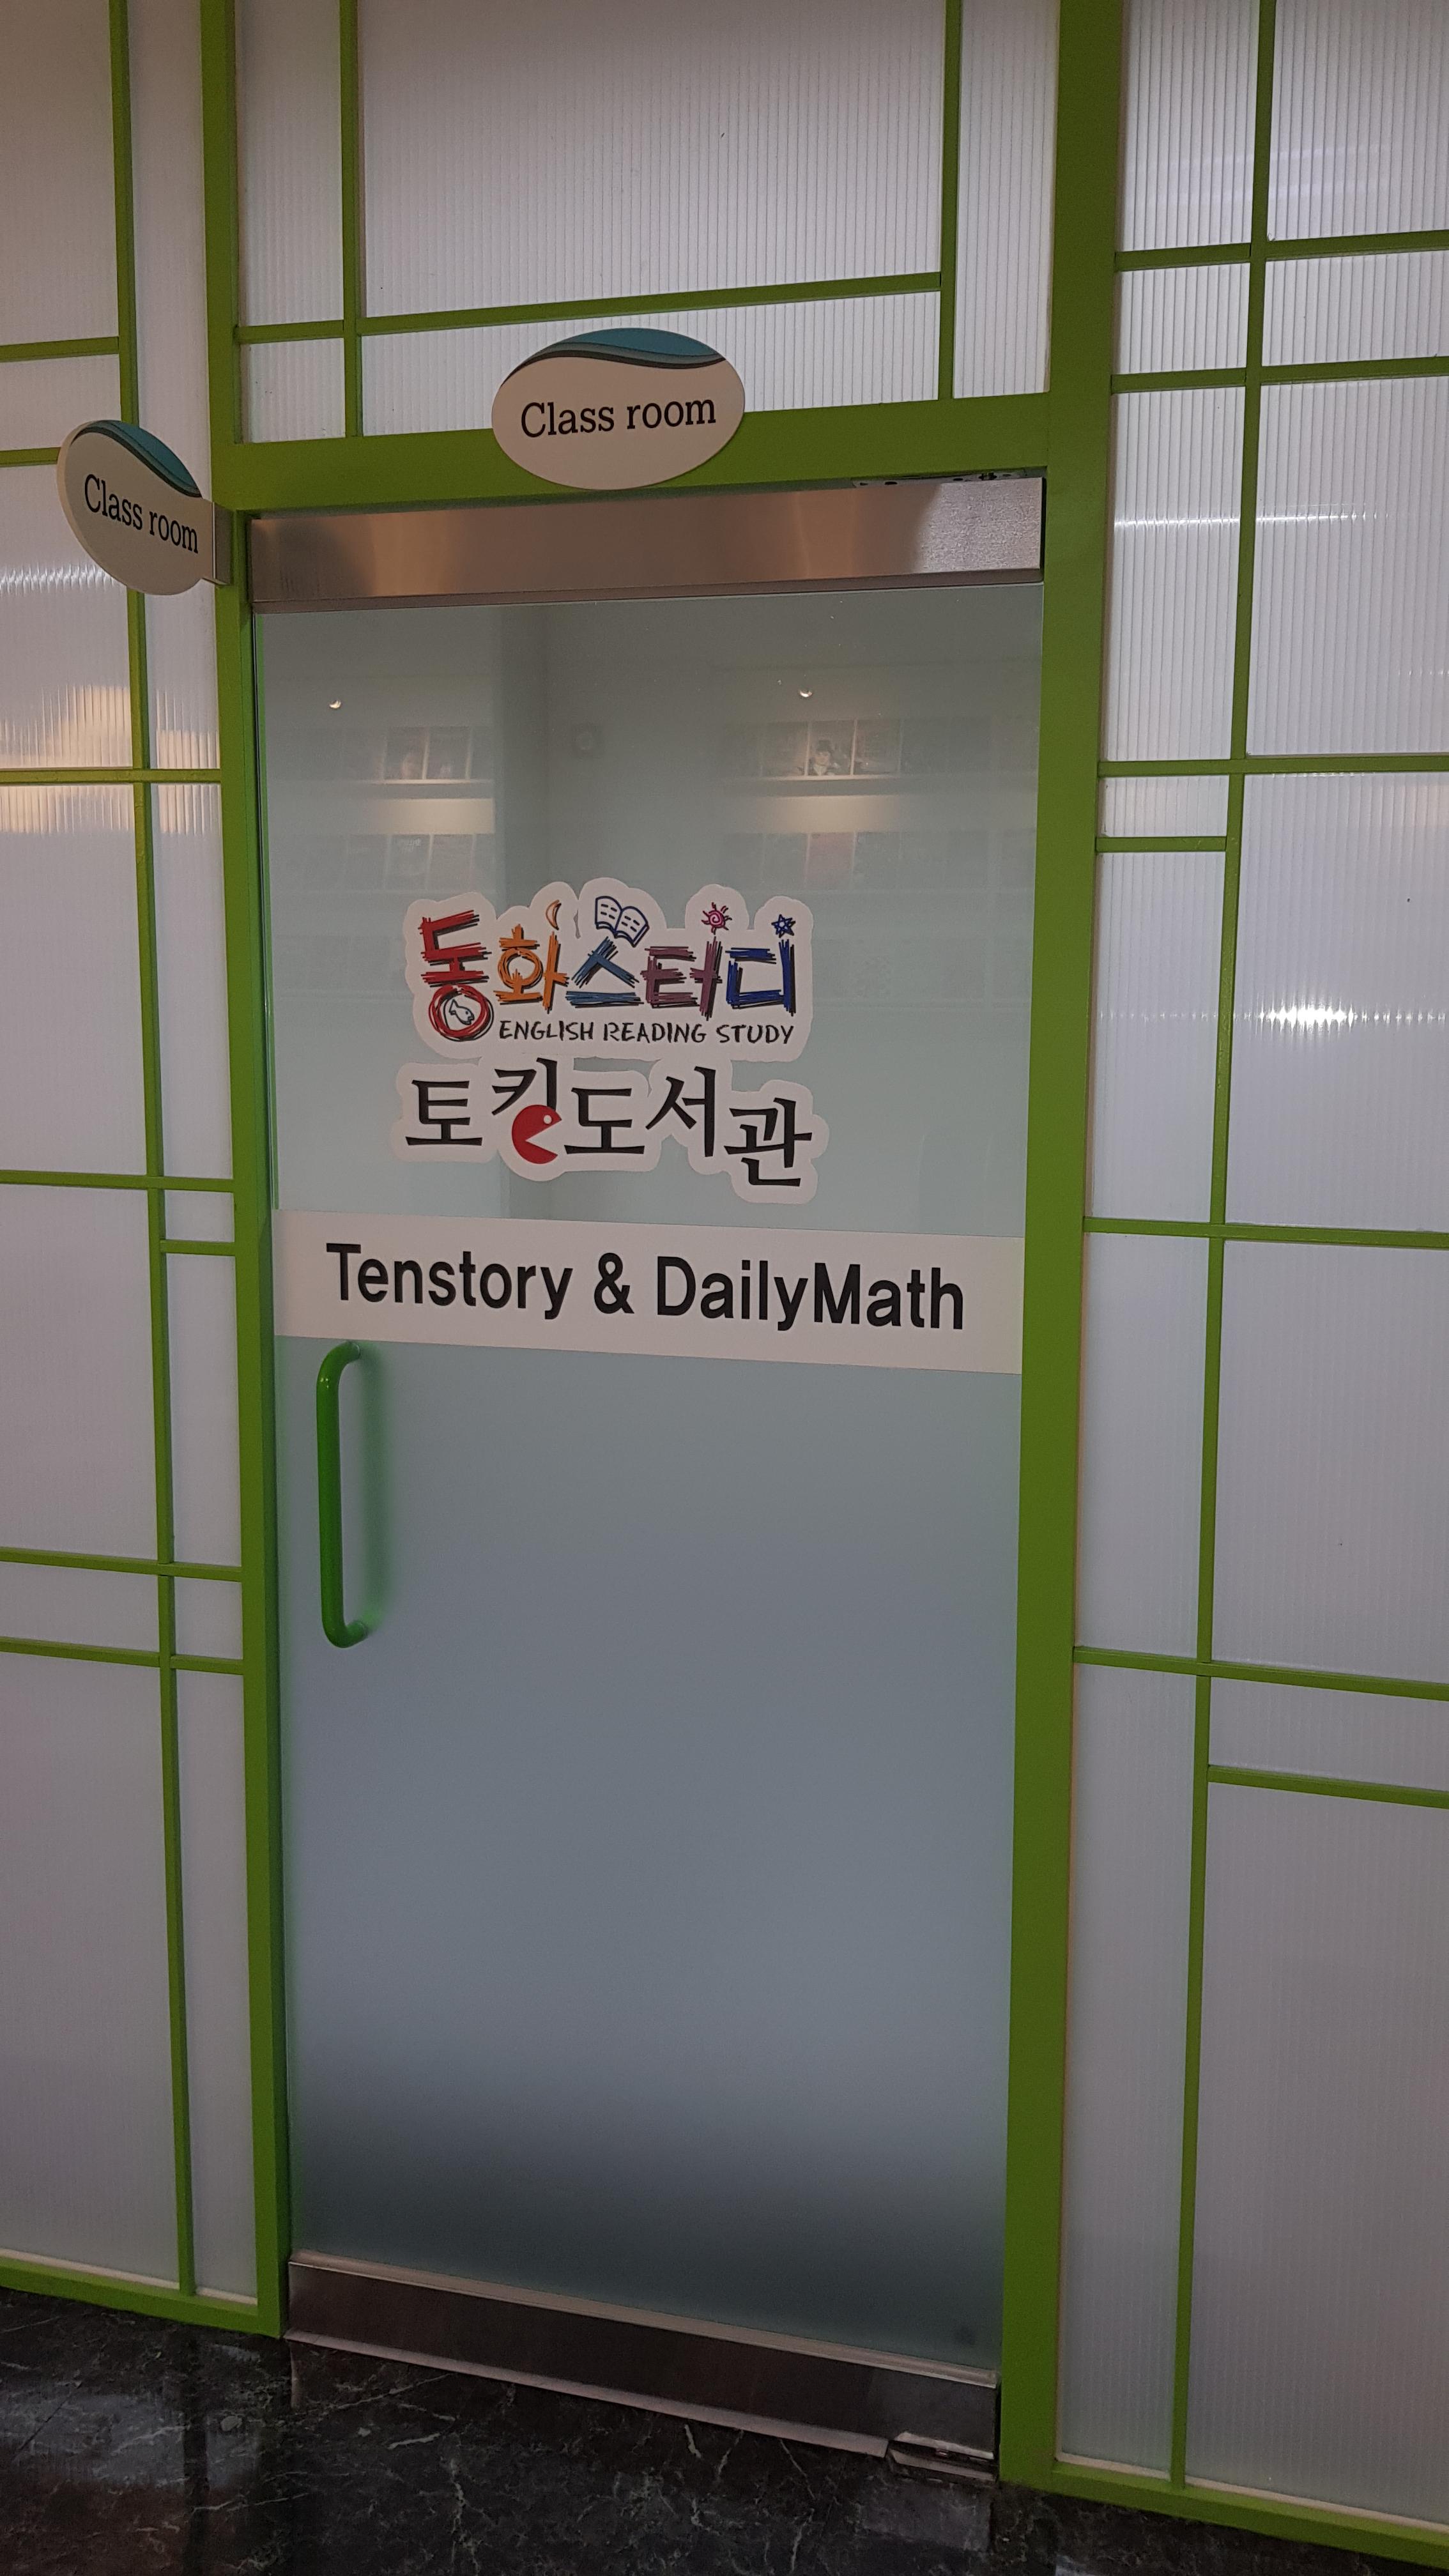 Class room
Class room
동화스터디
ENGLISH READING STUDY
토킹도서관
Tenstory & DailyMath